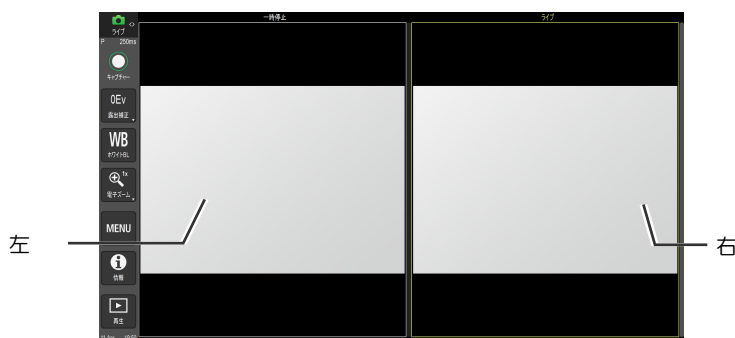 一時停止
ライブ
ライブ
P 250ms
キャプチャー
0Ev
露出補正
WB
ホワイトBL
1x
電子ズーム
MENU
情報
再生
左
右